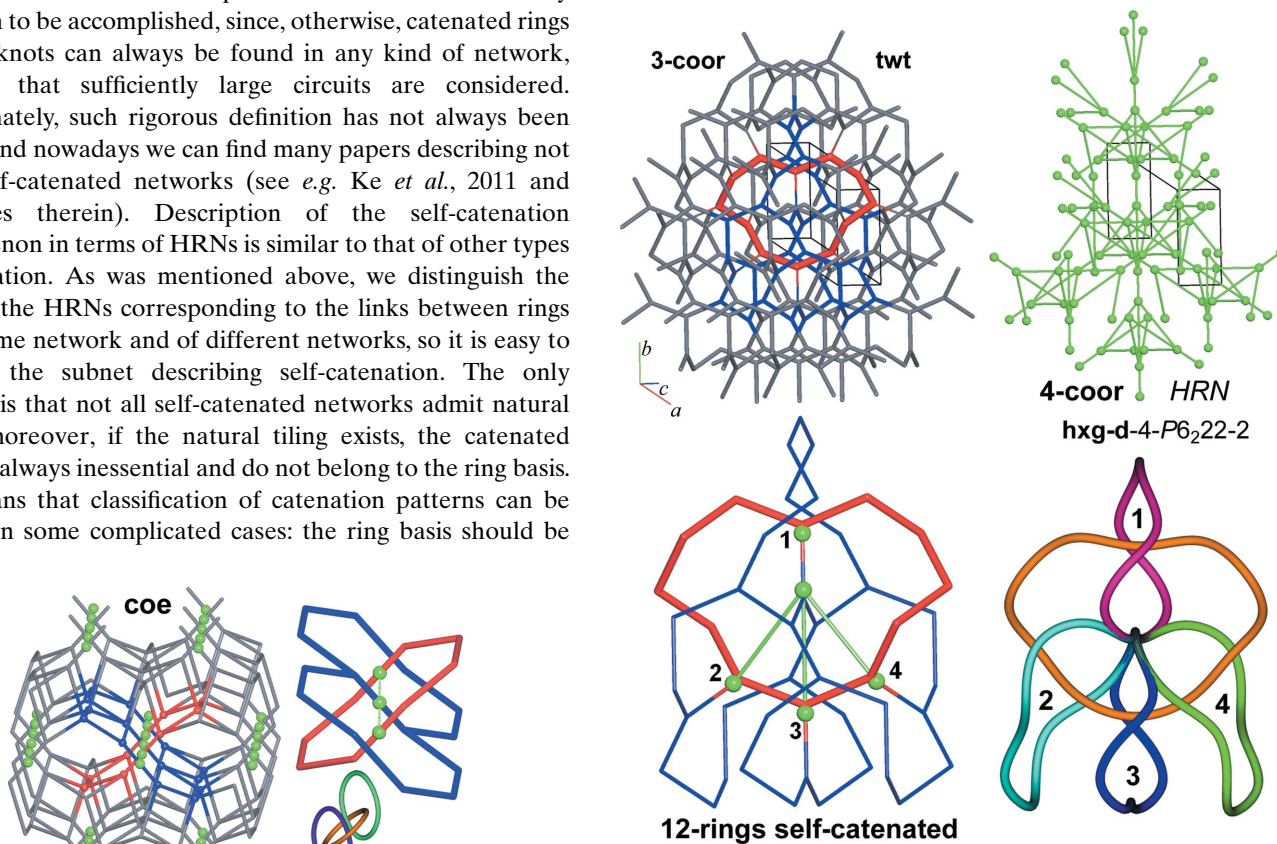 to be accomplished, since, otherwise, catenated rings
knots can always be found in any kind of network,
that sufficiently large circuits are considered.
such rigorous definition has not always been
nowadays we can find many papers describing not
networks (see e.g. Ke et al., 2011 and
therein). Description of the self-catenation
in terms of HRNs is similar to that of other types
As was mentioned above, we distinguish the
the HRNs corresponding to the links between rings
network and of different networks, so it is easy to
the subnet describing self-catenation. The only
is that not all self-catenated networks admit natural
if the natural tiling exists, the catenated
always inessential and do not belong to the ring basis.
that classification of catenation patterns can be
some complicated cases: the ring basis should be
coe
3-coor twt
b
c
a
4-coor HRN
hxg-d-4-P6₂22-2
1
2
4
3
12-rings self-catenated
1
2
4
3